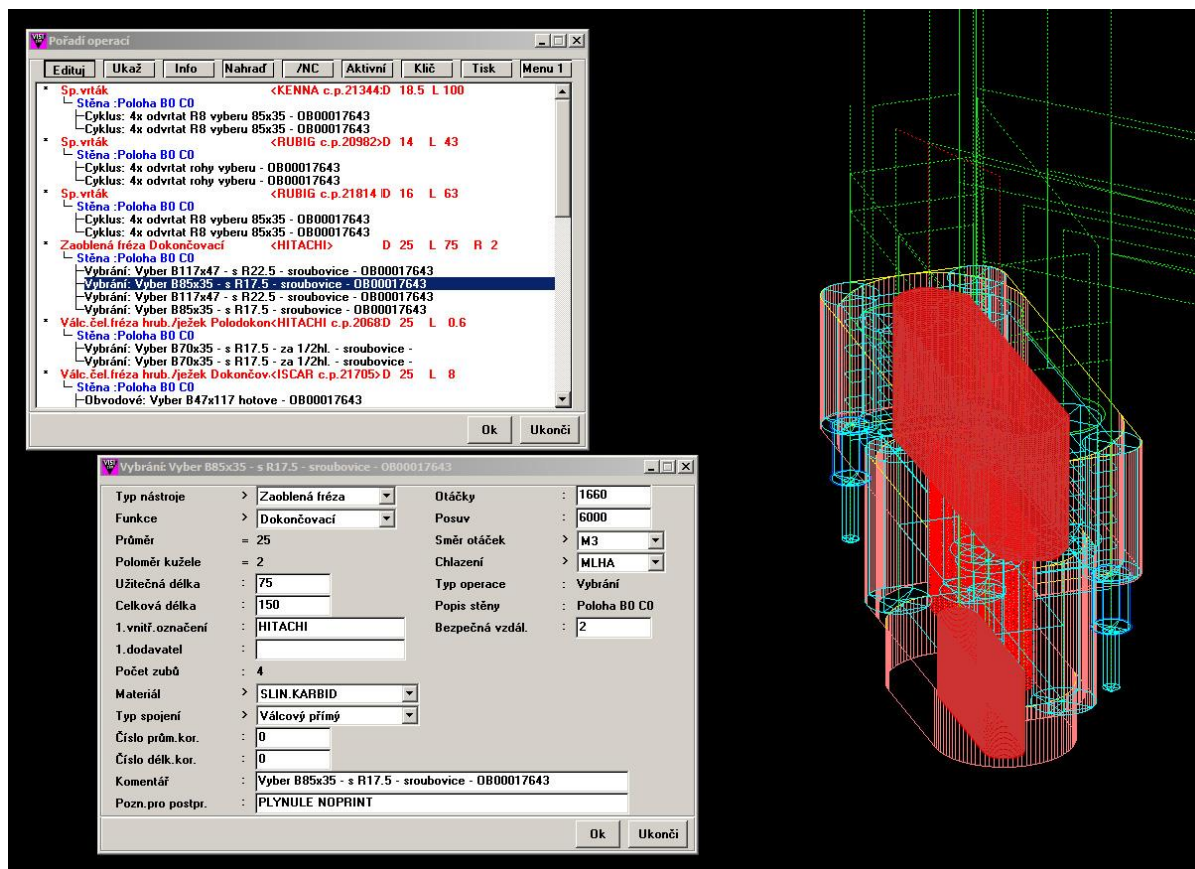 Pořadí operací
Edituj Ukaž Info Nahraď /NC Aktivní Klíč Tisk Menu 1
* Sp.vrták <KENNA c.p.21344:D 18.5 L 100
Stěna :Poloha B0 C0
Cyklus: 4x odvrtat R8 vyberu 85x35 - OB00017643
Cyklus: 4x odvrtat R8 vyberu 85x35 - OB00017643
* Sp.vrták <RUBIG c.p.20982>D 14 L 43
Stěna :Poloha B0 C0
Cyklus: 4x odvrtat rohy vyberu - OB00017643
Cyklus: 4x odvrtat rohy vyberu - OB00017643
* Sp.vrták <RUBIG c.p.21814 D 16 L 63
Stěna :Poloha B0 C0
Cyklus: 4x odvrtat R8 vyberu 85x35 - OB00017643
Cyklus: 4x odvrtat R8 vyberu 85x35 - OB00017643
* Zaoblená fréza Dokončovací <HITACHI> D 25 L 75 R 2
Stěna :Poloha B0 C0
Vybrání: Vyber B117x47 - s R22.5 - sroubovice - OB00017643
Vybrání: Vyber B85x35 - s R17.5 - sroubovice - OB00017643
Vybrání: Vyber B117x47 - s R22.5 - sroubovice - OB00017643
Vybrání: Vyber B85x35 - s R17.5 - sroubovice - OB00017643
* Válc.čel.fréza hrub./ježek Polodokon<HITACHI c.p.2068:D 25 L 0.6
Stěna :Poloha B0 C0
Vybrání: Vyber B70x35 - s R17.5 - za 1/2hl. - sroubovice -
Vybrání: Vyber B70x35 - s R17.5 - za 1/2hl. - sroubovice -
* Válc.čel.fréza hrub./ježek Dokončov.<ISCAR c.p.21705>D 25 L 8
Stěna :Poloha B0 C0
Obvodové: Vyber B47x117 hotove - OB00017643
Ok Ukonči
Vybrání: Vyber B85x35 - s R17.5 - sroubovice - OB00017643
Typ nástroje > Zaoblená fréza Otáčky : 1660
Funkce > Dokončovací Posuv : 6000
Průměr = 25 Směr otáček > M3
Poloměr kužele = 2 Chlazení > MLHA
Užitečná délka : 75 Typ operace : Vybrání
Celková délka : 150 Popis stěny : Poloha B0 C0
1.vnitř.označení : HITACHI Bezpečná vzdál. : 2
1.dodavatel :
Počet zubů : 4
Materiál > SLIN.KARBID
Typ spojení > Válcový přímý
Číslo prům.kor. : 0
Číslo délk.kor. : 0
Komentář : Vyber B85x35 - s R17.5 - sroubovice - OB00017643
Pozn.pro postpr. : PLYNULE NOPRINT
Ok Ukonči